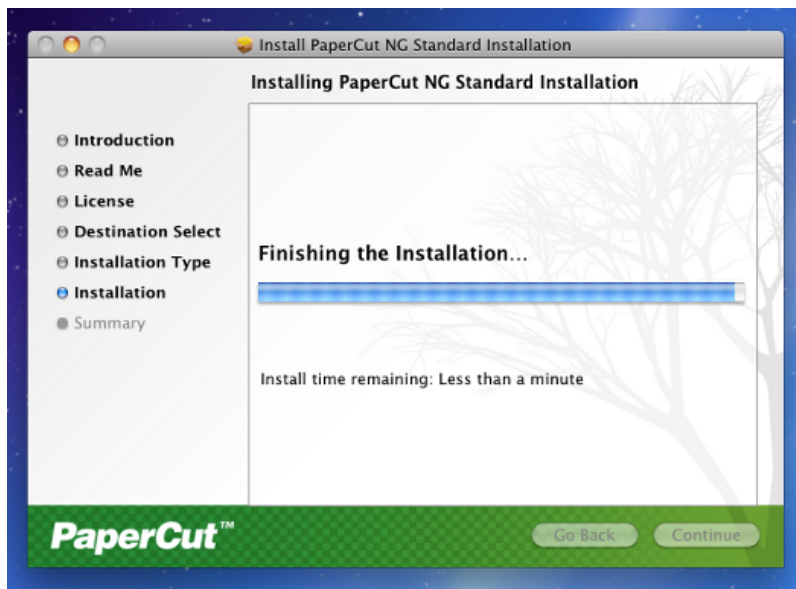 Install PaperCut NG Standard Installation
Installing PaperCut NG Standard Installation
Introduction
Read Me
License
Destination Select
Installation Type
Installation
Summary
Finishing the Installation...
Install time remaining: Less than a minute
PaperCut™
Go Back
Continue